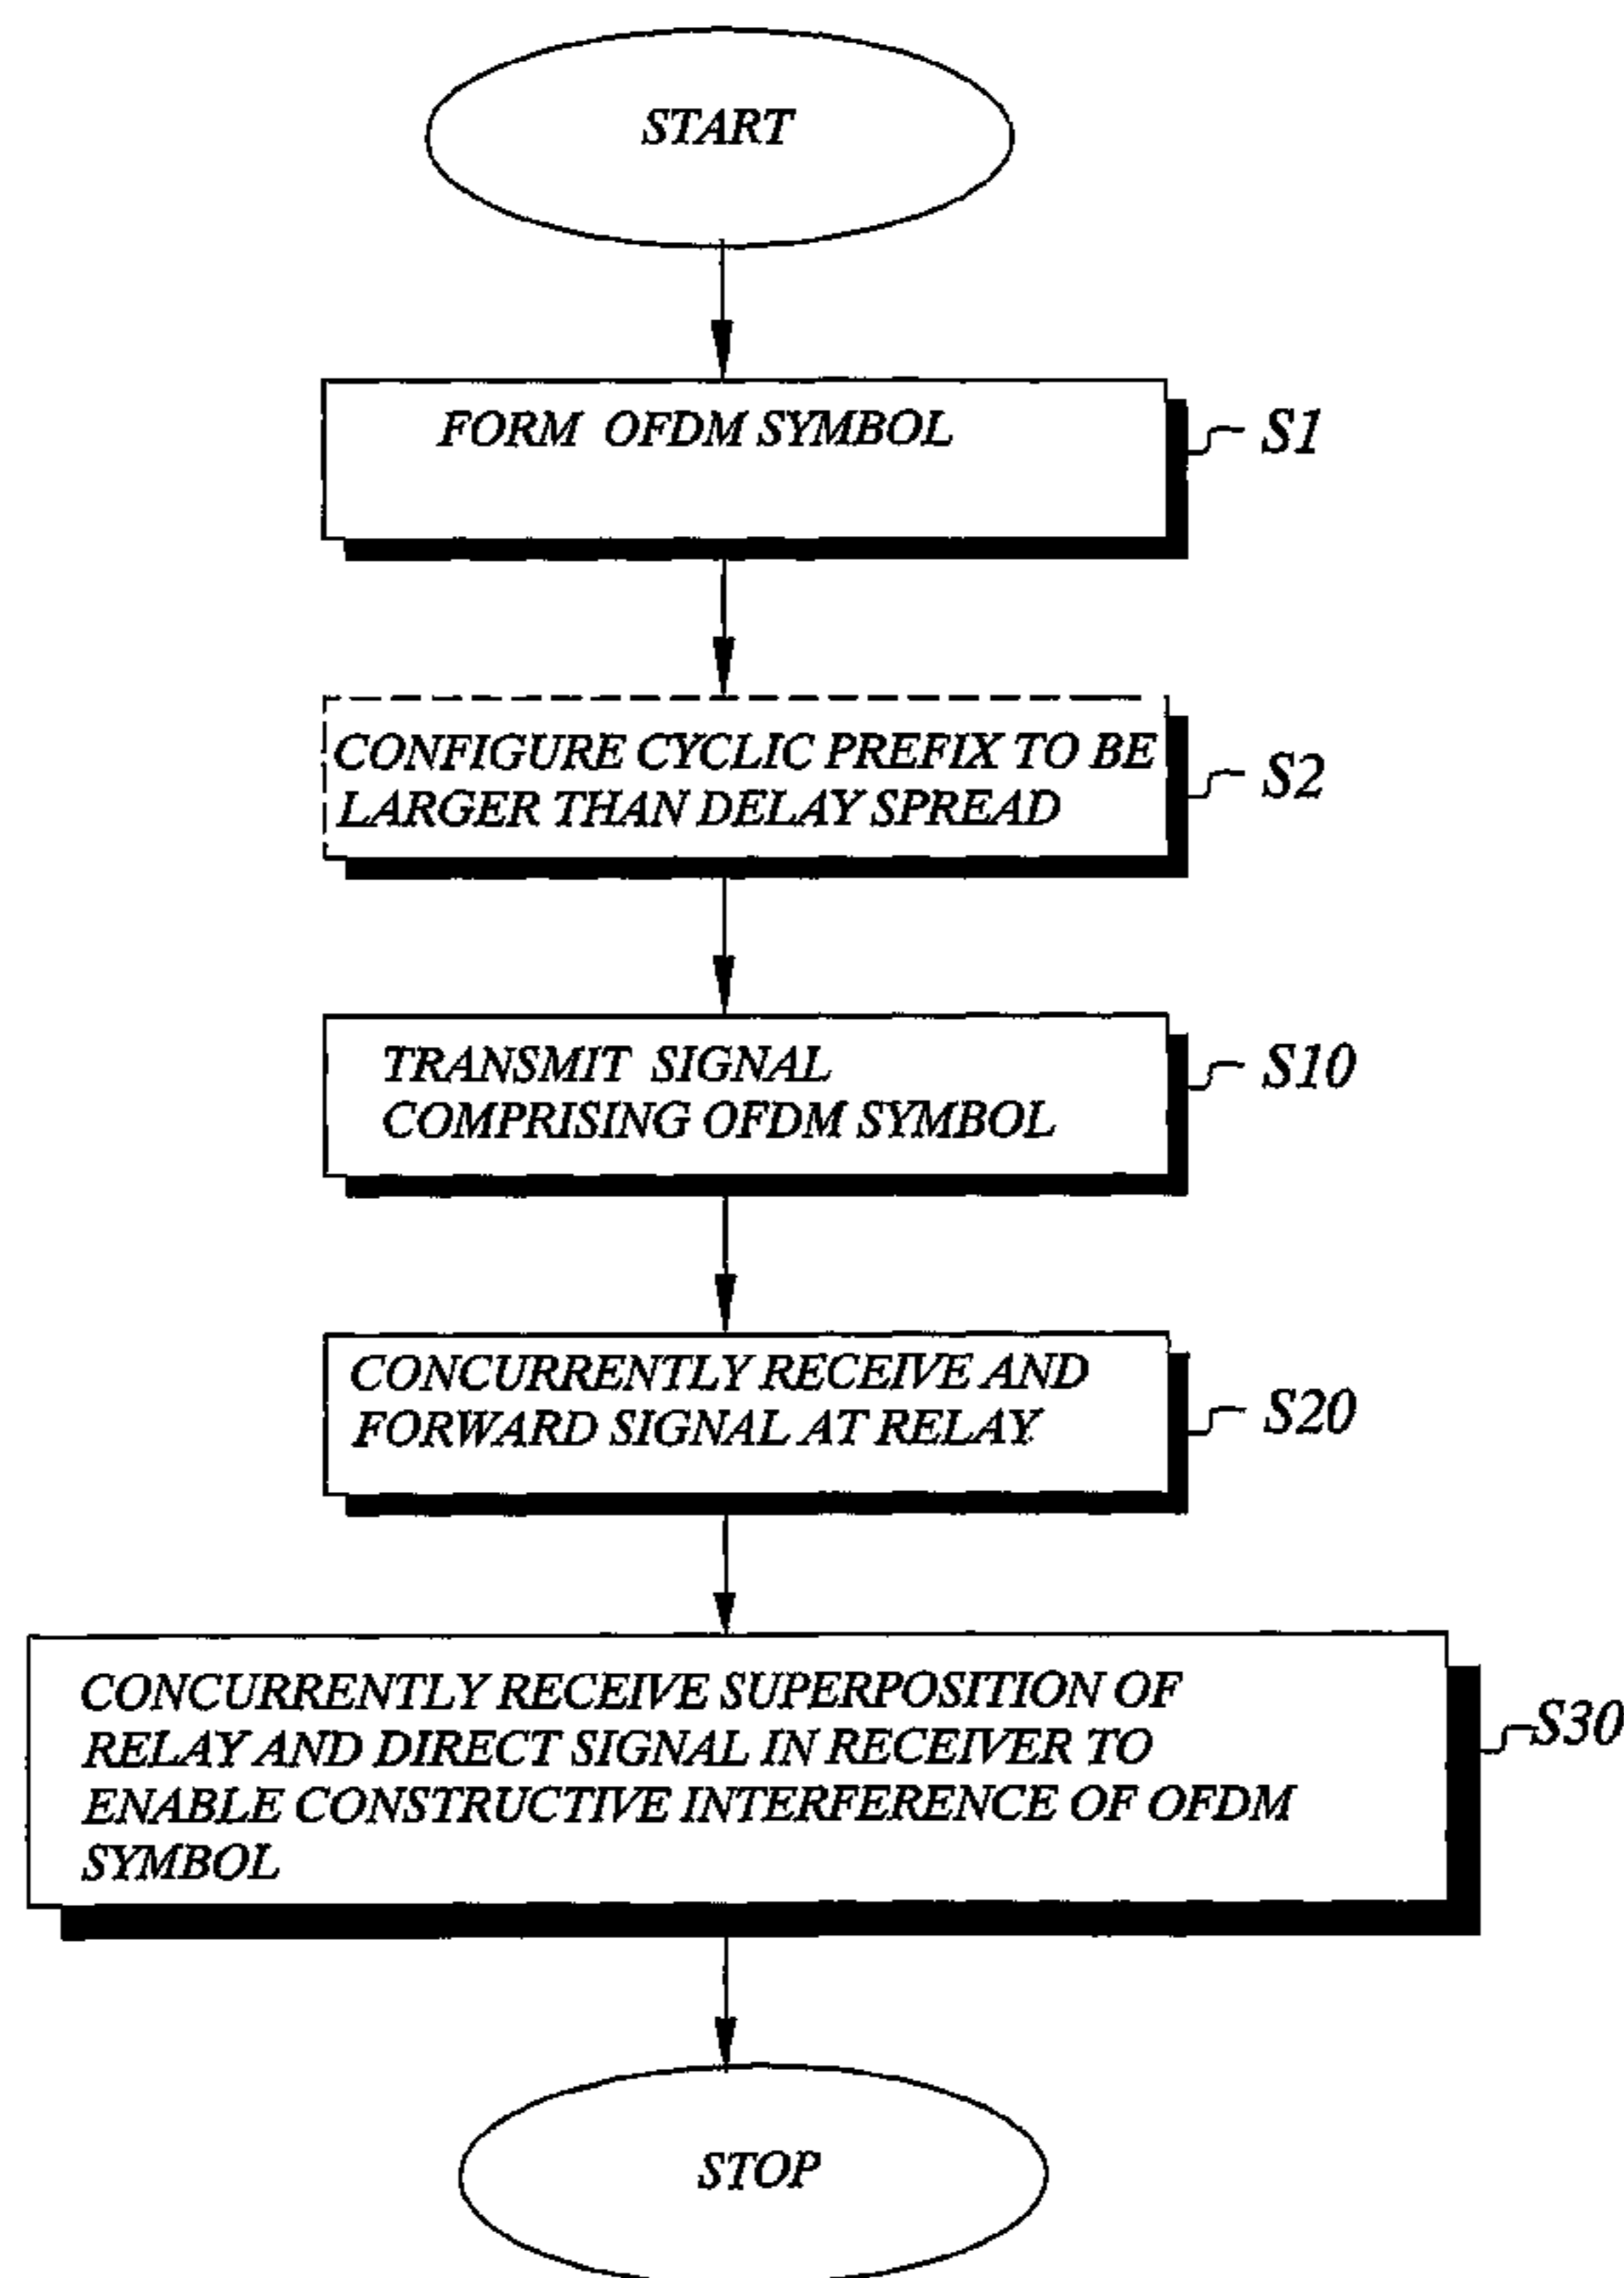 START
FORM OFDM SYMBOL
S1
CONFIGURE CYCLIC PREFIX TO BE
LARGER THAN DELAY SPREAD
S2
TRANSMIT SIGNAL
COMPRISING OFDM SYMBOL
S10
CONCURRENTLY RECEIVE AND
FORWARD SIGNAL AT RELAY
S20
CONCURRENTLY RECEIVE SUPERPOSITION OF
RELAY AND DIRECT SIGNAL IN RECEIVER TO
ENABLE CONSTRUCTIVE INTERFERENCE OF OFDM
SYMBOL
S30
STOP